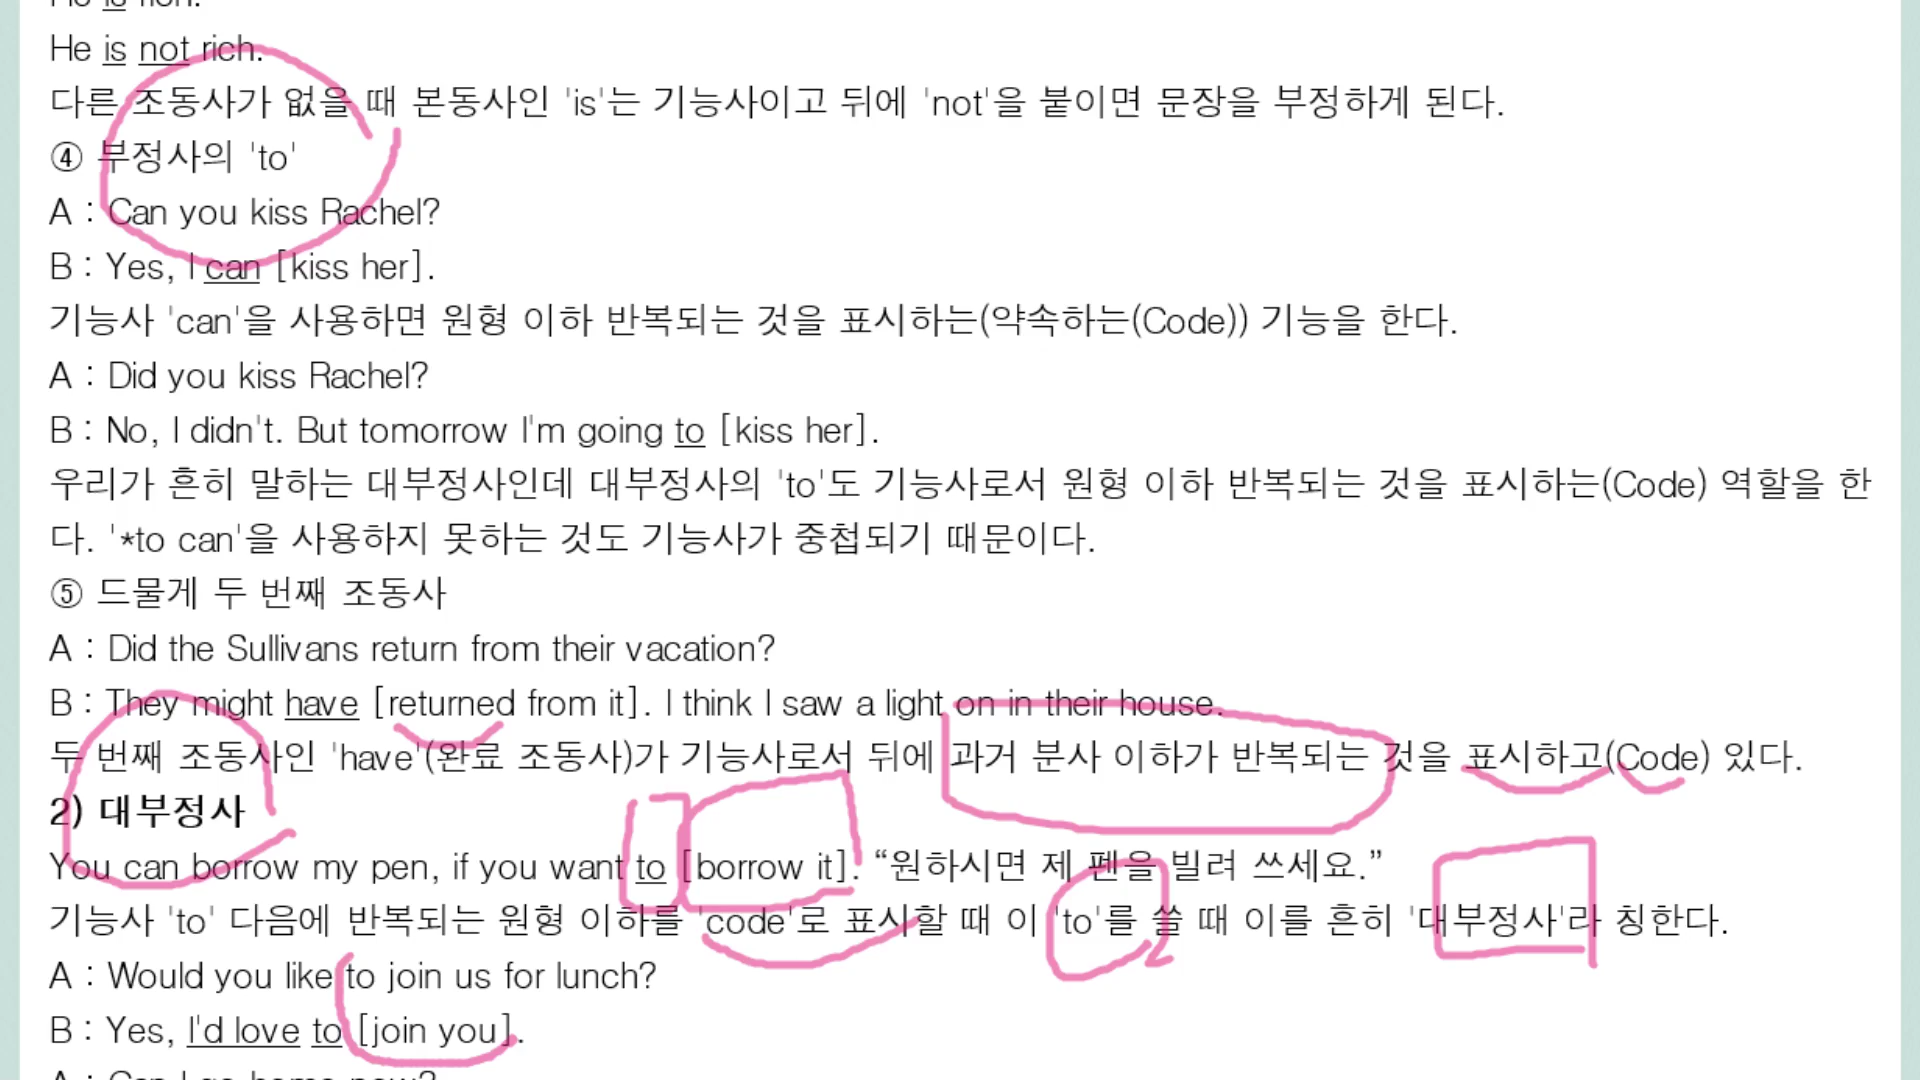 He is rich.
He is not rich.
다른 조동사가 없을 때 본동사인 'is'는 기능사이고 뒤에 'not'을 붙이면 문장을 부정하게 된다.
④ 부정사의 'to'
A : Can you kiss Rachel?
B : Yes, I can [kiss her].
기능사 'can'을 사용하면 원형 이하 반복되는 것을 표시하는(약속하는(Code)) 기능을 한다.
A : Did you kiss Rachel?
B : No, I didn't. But tomorrow I'm going to [kiss her].
우리가 흔히 말하는 대부정사인데 대부정사의 'to'도 기능사로서 원형 이하 반복되는 것을 표시하는(Code) 역할을 한
다. '*to can'을 사용하지 못하는 것도 기능사가 중첩되기 때문이다.
⑤ 드물게 두 번째 조동사
A : Did the Sullivans return from their vacation?
B : They might have [returned from it]. I think I saw a light on in their house.
두 번째 조동사인 'have'(완료 조동사)가 기능사로서 뒤에 과거 분사 이하가 반복되는 것을 표시하고(Code) 있다.
2) 대부정사
You can borrow my pen, if you want to [borrow it]. “원하시면 제 펜을 빌려 쓰세요.”
기능사 'to' 다음에 반복되는 원형 이하를 'code'로 표시할 때 이 'to'를 쓸 때 이를 흔히 '대부정사'라 칭한다.
A : Would you like to join us for lunch?
B : Yes, I'd love to [join you].
A : Can I go home now?